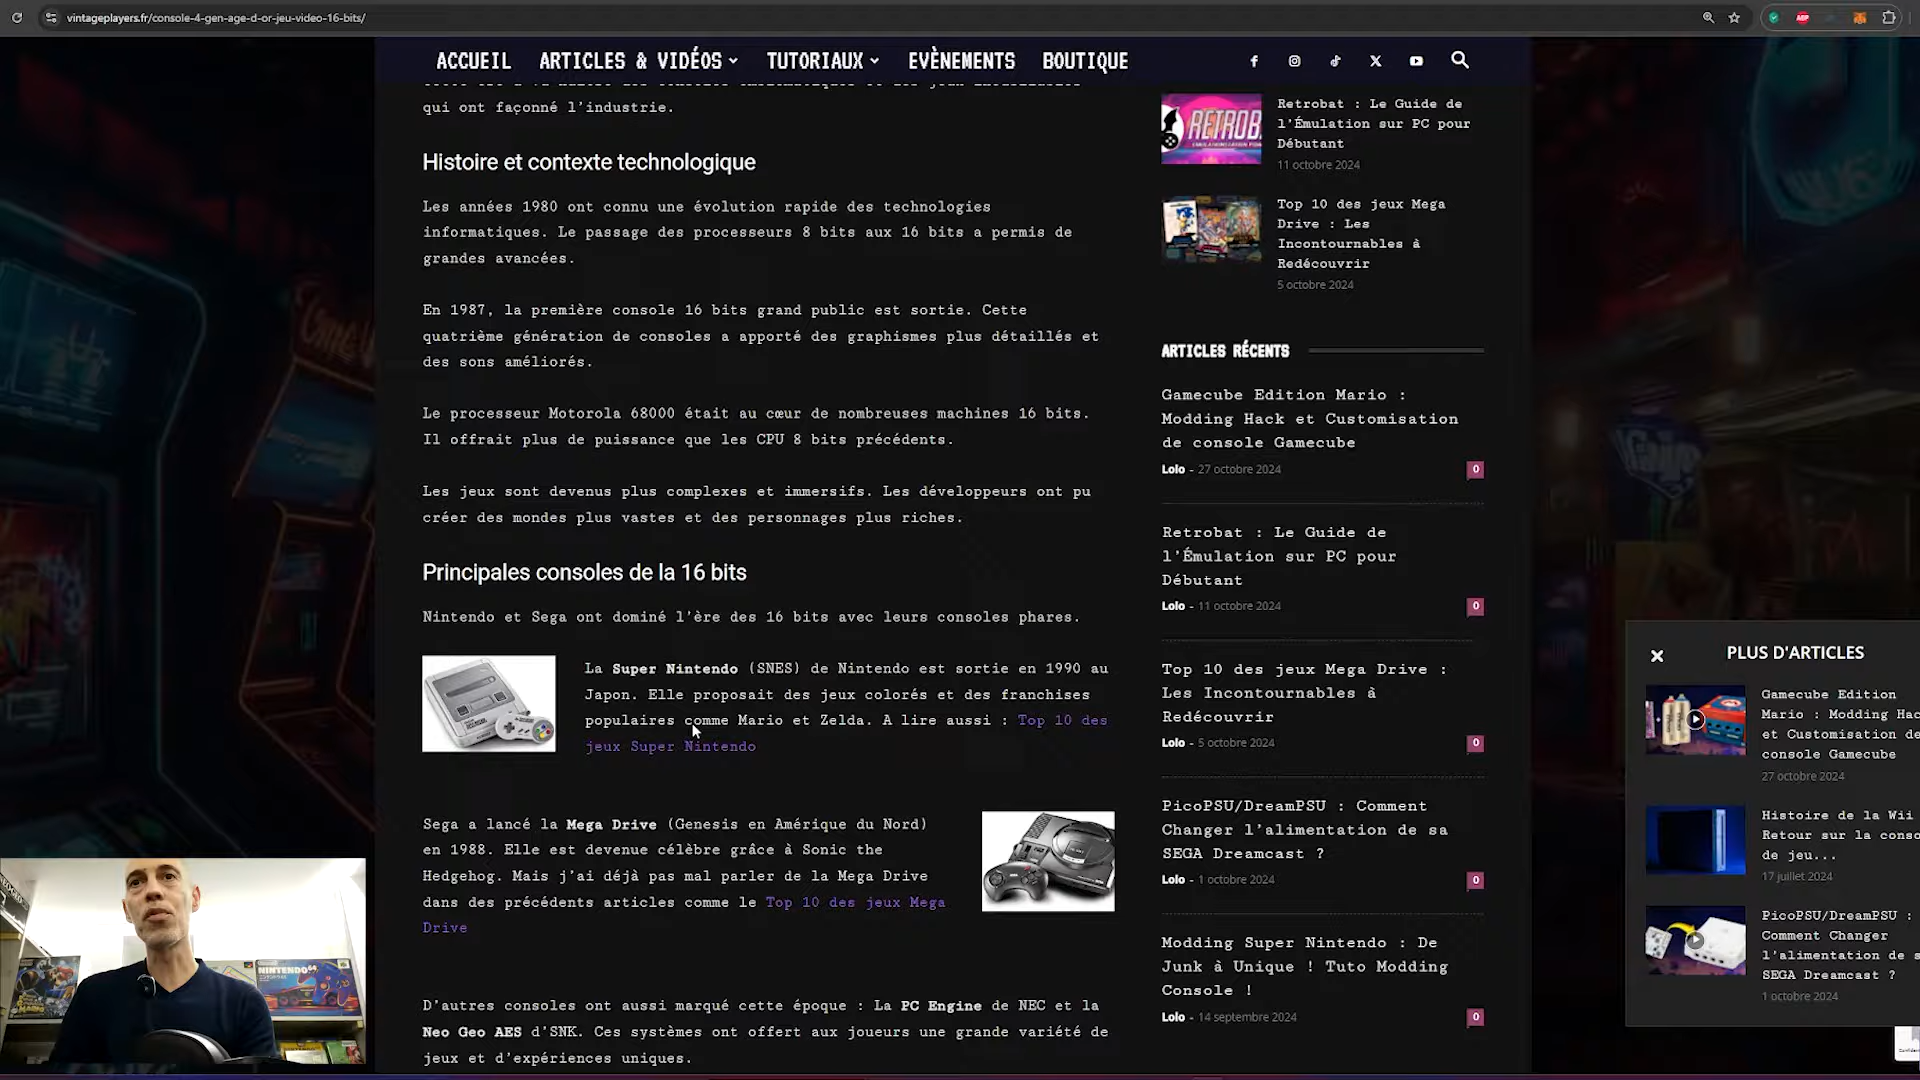 vintageplayers.fr/console-4-gen-age-d-or-jeu-video-16-bits/
ABP
ACCUEIL
ARTICLES & VIDÉOS
TUTORIAUX
EVÈNEMENTS
BOUTIQUE
qui ont façonné l'industrie.
Histoire et contexte technologique
Les années 1980 ont connu une évolution rapide des technologies
informatiques. Le passage des processeurs 8 bits aux 16 bits a permis de
grandes avancées.
En 1987, la première console 16 bits grand public est sortie. Cette
quatrième génération de consoles a apporté des graphismes plus détaillés et
des sons améliorés.
Le processeur Motorola 68000 était au cœur de nombreuses machines 16 bits.
Il offrait plus de puissance que les CPU 8 bits précédents.
Les jeux sont devenus plus complexes et immersifs. Les développeurs ont pu
créer des mondes plus vastes et des personnages plus riches.
Principales consoles de la 16 bits
Nintendo et Sega ont dominé l'ère des 16 bits avec leurs consoles phares.
La Super Nintendo (SNES) de Nintendo est sortie en 1990 au
Japon. Elle proposait des jeux colorés et des franchises
populaires comme Mario et Zelda. A lire aussi : Top 10 des
jeux Super Nintendo
Sega a lancé la Mega Drive (Genesis en Amérique du Nord)
en 1988. Elle est devenue célèbre grâce à Sonic the
Hedgehog. Mais j'ai déjà pas mal parler de la Mega Drive
dans des précédents articles comme le Top 10 des jeux Mega
Drive
D'autres consoles ont aussi marqué cette époque : La PC Engine de NEC et la
Neo Geo AES d'SNK. Ces systèmes ont offert aux joueurs une grande variété de
jeux et d'expériences uniques.
RETROB
Retrobat : Le Guide de
l'Émulation sur PC pour
Débutant
11 octobre 2024
Top 10 des jeux Mega
Drive : Les
Incontournables à
Redécouvrir
5 octobre 2024
ARTICLES RÉCENTS
Gamecube Edition Mario :
Modding Hack et Customisation
de console Gamecube
Lolo - 27 octobre 2024
0
Retrobat : Le Guide de
l'Émulation sur PC pour
Débutant
Lolo - 11 octobre 2024
0
Top 10 des jeux Mega Drive :
Les Incontournables à
Redécouvrir
Lolo - 5 octobre 2024
0
PicoPSU/DreamPSU : Comment
Changer l'alimentation de sa
SEGA Dreamcast ?
Lolo - 1 octobre 2024
0
Modding Super Nintendo : De
Junk à Unique ! Tuto Modding
Console !
Lolo - 14 septembre 2024
0
PLUS D'ARTICLES
Gamecube Edition
Mario : Modding Hac
et Customisation de
console Gamecube
27 octobre 2024
Histoire de la Wii
Retour sur la conso
de jeu...
17 juillet 2024
PicoPSU/DreamPSU :
Comment Changer
l'alimentation de s
SEGA Dreamcast ?
1 octobre 2024
NINTENDO 64